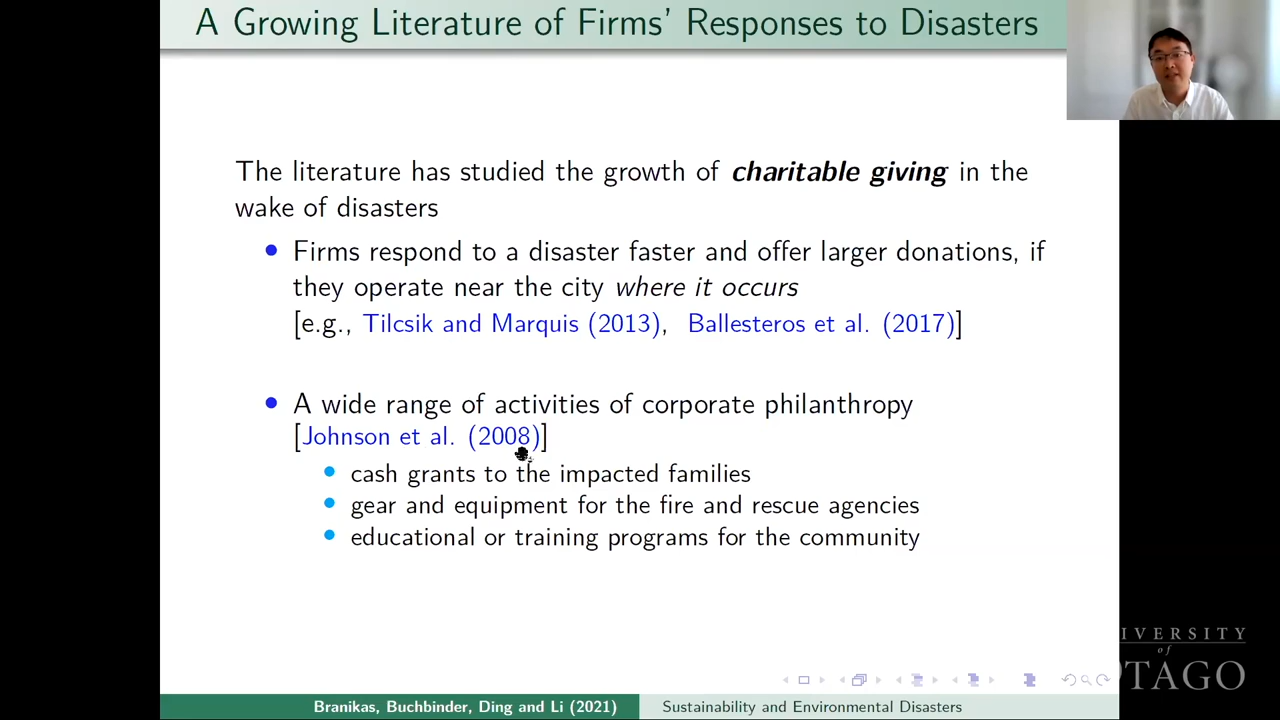 A Growing Literature of Firms' Responses to Disasters
The literature has studied the growth of charitable giving in the
wake of disasters
Firms respond to a disaster faster and offer larger donations, if
they operate near the city where it occurs
[e.g., Tilcsik and Marquis (2013), Ballesteros et al. (2017)]
A wide range of activities of corporate philanthropy
[Johnson et al. (2008)]
cash grants to the impacted families
gear and equipment for the fire and rescue agencies
educational or training programs for the community
IVERSITY
of
TAGO
Branikas, Buchbinder, Ding and Li (2021)
Sustainability and Environmental Disasters